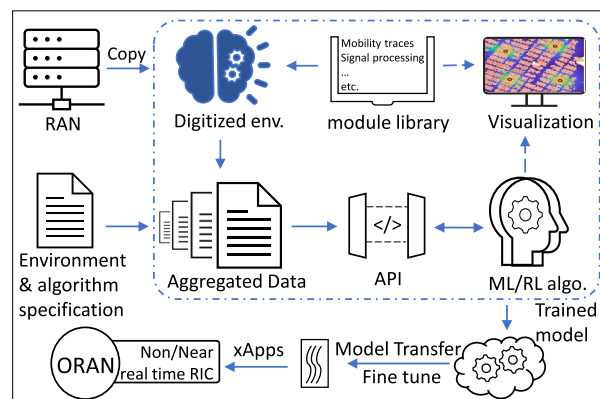 Copy
Mobility traces
Signal processing
...
etc.
RAN
Digitized env.
module library
Visualization
</>
Environment
& algorithm
specification
Aggregated Data
API
ML/RL algo.
Trained
model
ORAN
Non/Near
real time RIC
xApps
Model Transfer
Fine tune